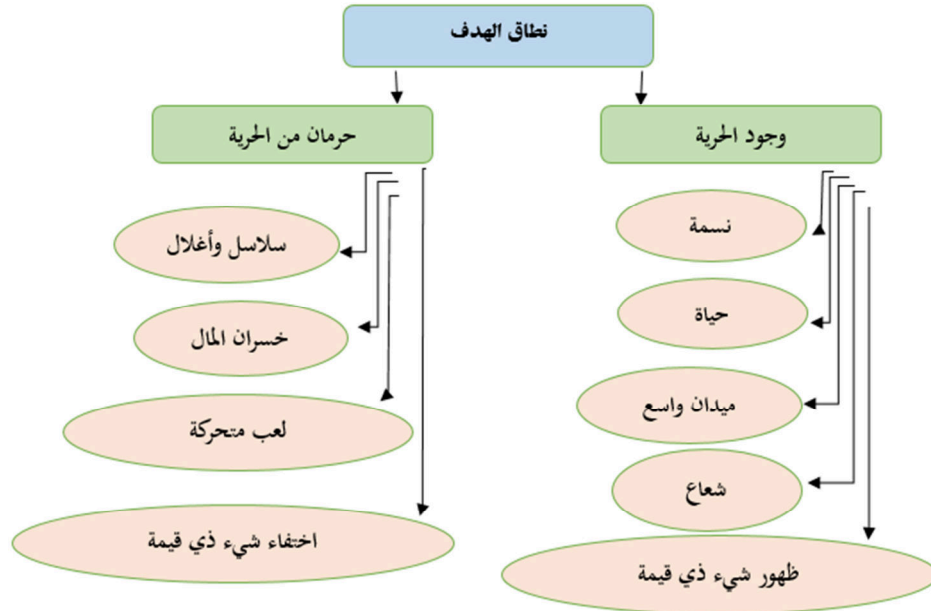 نطاق الهدف
وجود الحرية
نسمة
حياة
ميدان واسع
شعاع
ظهور شيء ذي قيمة
حرمان من الحرية
سلاسل وأغلال
خسران المال
لعب متحركة
اختفاء شيء ذي قيمة